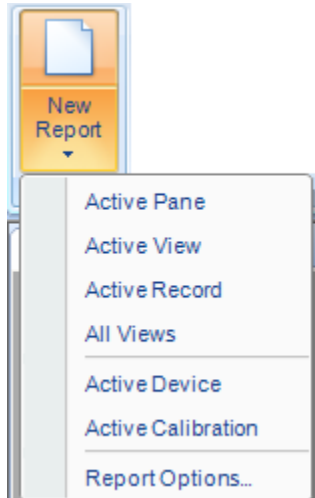 New
Report
Active Pane
Active View
Active Record
All Views
Active Device
Active Calibration
Report Options...